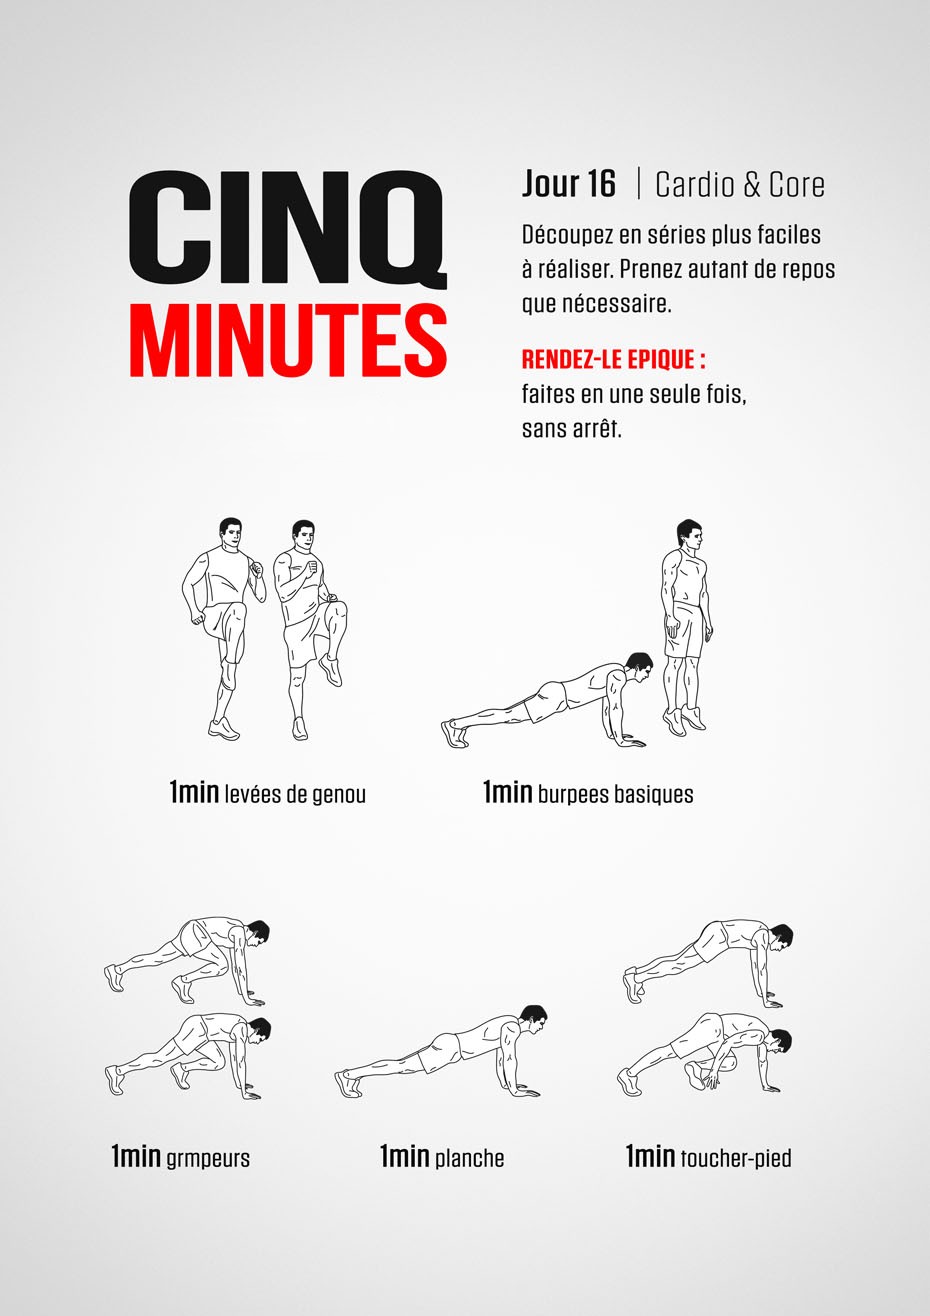 CINQ
MINUTES
Jour 16 | Cardio & Core
Découpez en séries plus faciles
à réaliser. Prenez autant de repos
que nécessaire.
RENDEZ-LE EPIQUE :
faites en une seule fois,
sans arrêt.
1min levées de genou
1min burpees basiques
1min grmpeurs
1min planche
1min toucher-pied